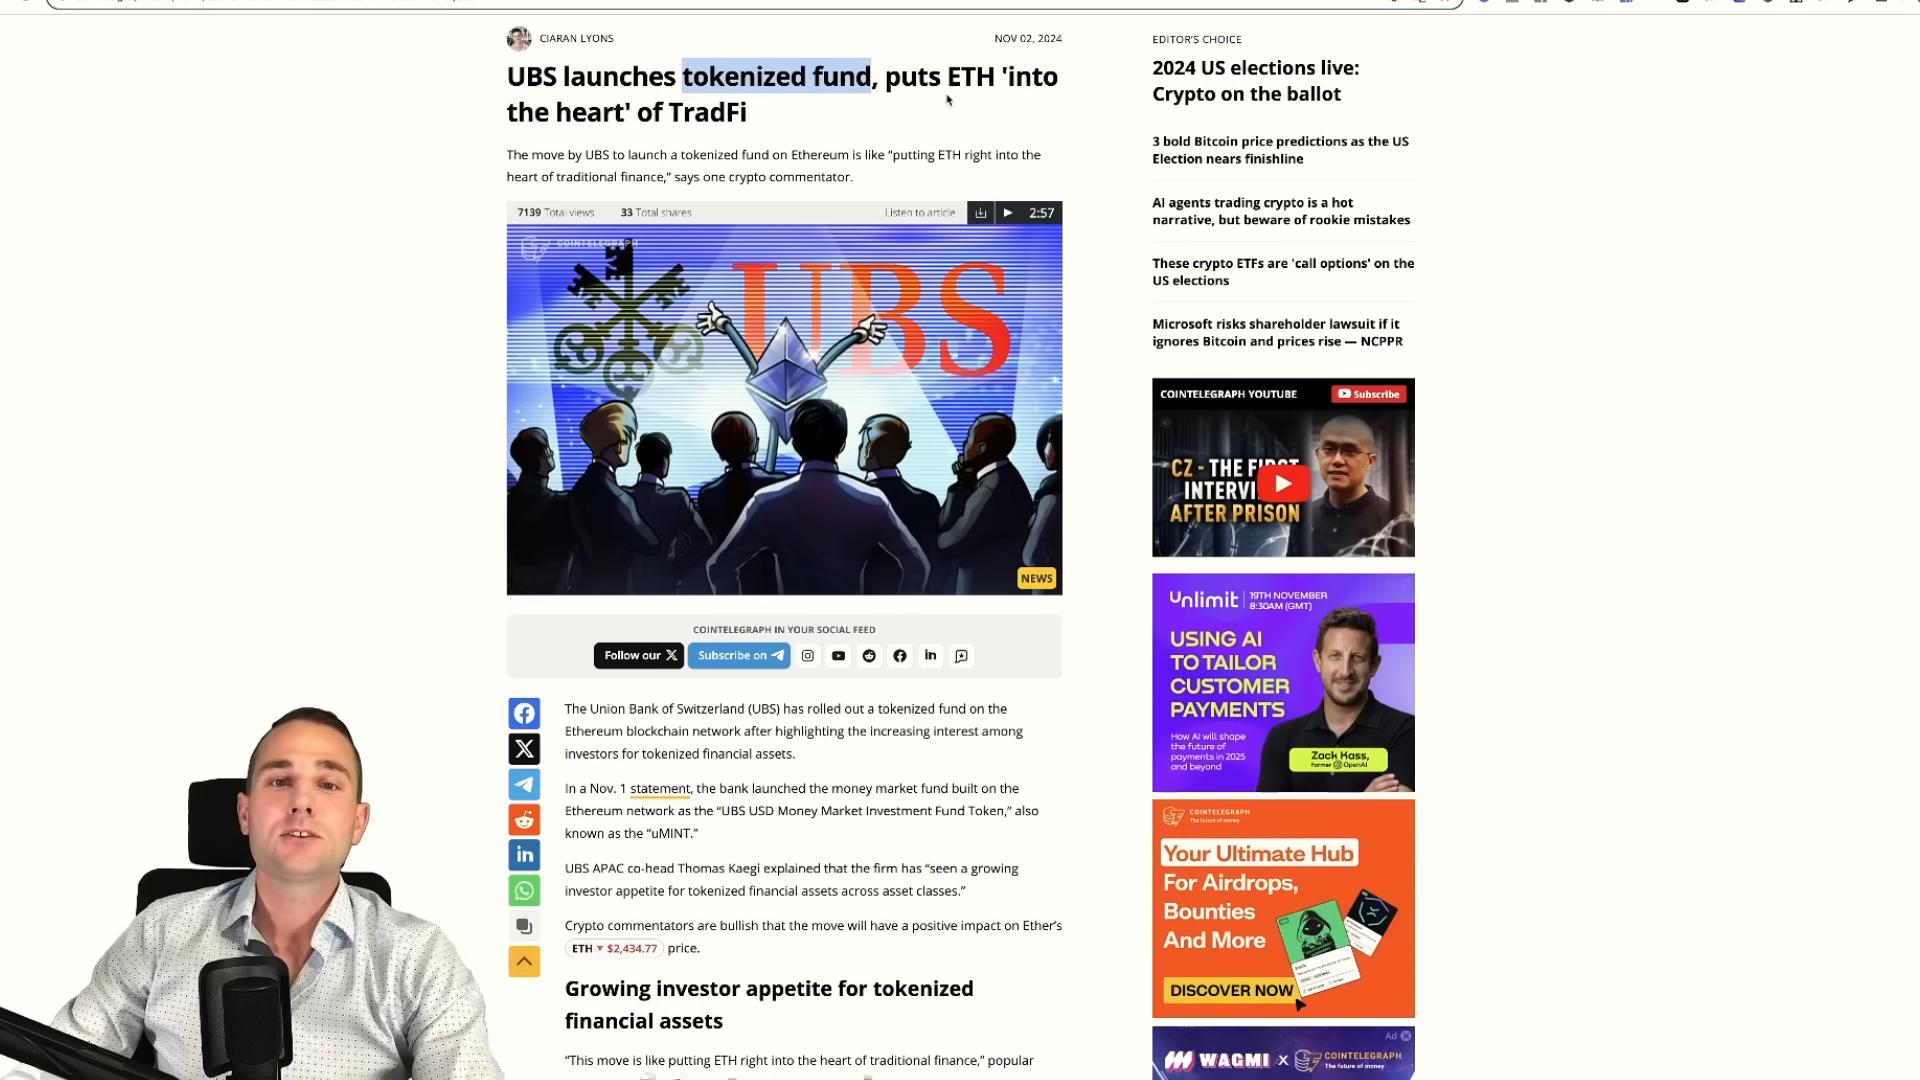 CIARAN LYONS
NOV 02, 2024
UBS launches tokenized fund, puts ETH 'into
the heart' of TradFi
The move by UBS to launch a tokenized fund on Ethereum is like “putting ETH right into the
heart of traditional finance,” says one crypto commentator.
7139 Total views
33 Total shares
Listen to article
2:57
COINTELEGRAPH
UBS
NEWS
COINTELEGRAPH IN YOUR SOCIAL FEED
Follow our X
Subscribe on
The Union Bank of Switzerland (UBS) has rolled out a tokenized fund on the
Ethereum blockchain network after highlighting the increasing interest among
investors for tokenized financial assets.
In a Nov. 1 statement, the bank launched the money market fund built on the
Ethereum network as the “UBS USD Money Market Investment Fund Token,” also
known as the “uMINT.”
UBS APAC co-head Thomas Kaegi explained that the firm has “seen a growing
investor appetite for tokenized financial assets across asset classes.”
Crypto commentators are bullish that the move will have a positive impact on Ether’s
ETH ▾ $2,434.77 price.
Growing investor appetite for tokenized
financial assets
“This move is like putting ETH right into the heart of traditional finance,” popular
EDITOR’S CHOICE
2024 US elections live:
Crypto on the ballot
3 bold Bitcoin price predictions as the US
Election nears finishline
AI agents trading crypto is a hot
narrative, but beware of rookie mistakes
These crypto ETFs are 'call options' on the
US elections
Microsoft risks shareholder lawsuit if it
ignores Bitcoin and prices rise — NCPPR
COINTELEGRAPH YOUTUBE
Subscribe
CZ - THE FIRST
INTERVI
AFTER PRISON
Unlimit
19TH NOVEMBER
8:30AM (GMT)
USING AI
TO TAILOR
CUSTOMER
PAYMENTS
How AI will shape
the future of
payments in 2025
and beyond
Zack Kass,
former OpenAI
COINTELEGRAPH
The future of money
Your Ultimate Hub
For Airdrops,
Bounties
And More
DISCOVER NOW
Ad
WAGMI X COINTELEGRAPH
The future of money